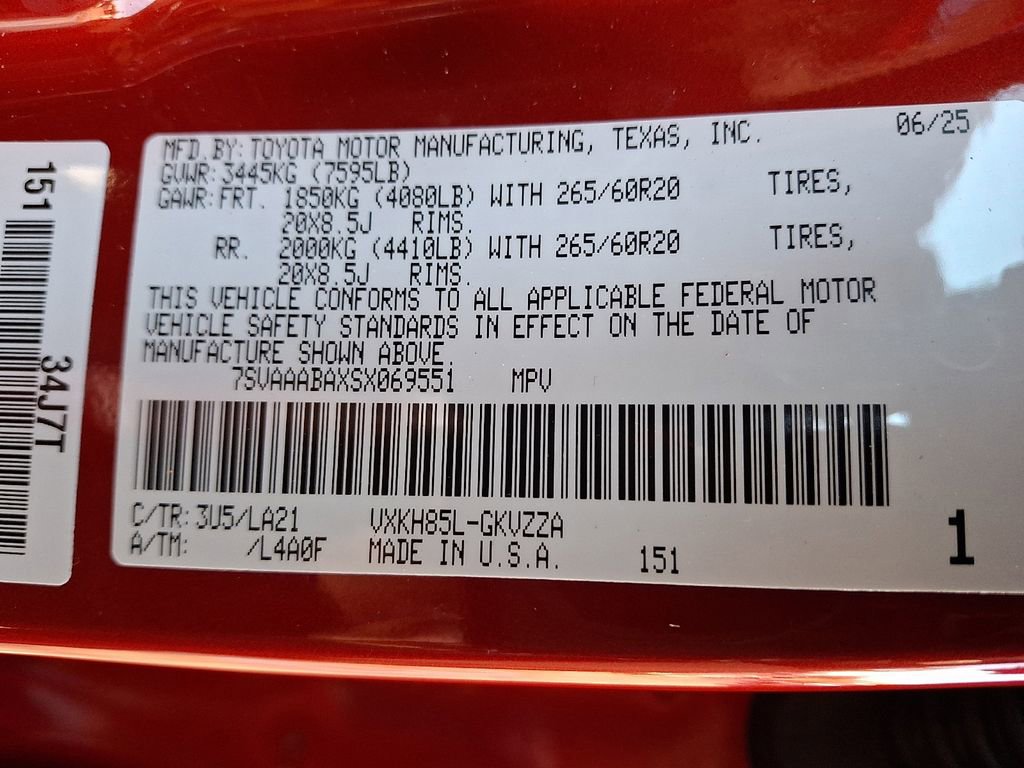 MFD.BY:TOYOTA MOTOR MANUFACTURING, TEXAS, INC. 06/25
GVWR:3445KG (7595LB)
GAWR:FRT. 1850KG (4080LB) WITH 265/60R20 TIRES,
20X8.5J RIMS.
RR. 2000KG (4410LB) WITH 265/60R20 TIRES,
20X8.5J RIMS.
THIS VEHICLE CONFORMS TO ALL APPLICABLE FEDERAL MOTOR
VEHICLE SAFETY STANDARDS IN EFFECT ON THE DATE OF
MANUFACTURE SHOWN ABOVE.
7SVAAABAXSX069551 MPV
C/TR:3U5/LA21 VXKH85L-GKVZZA
A/TM: /L4A0F MADE IN U.S.A. 151 1
151 34J7T